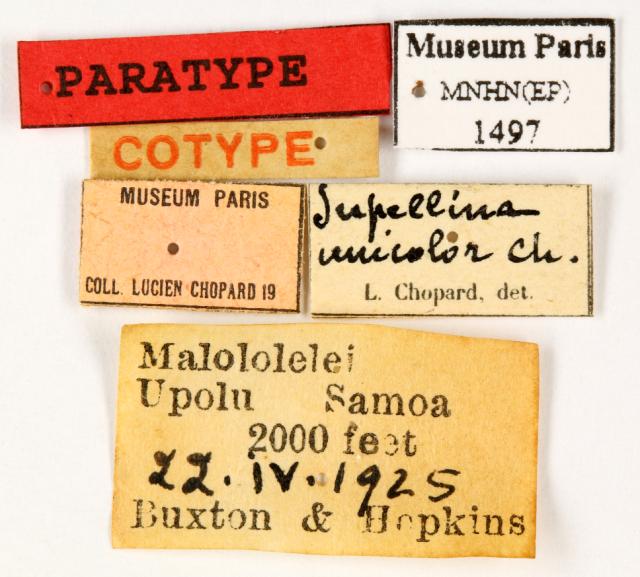 PARATYPE
Museum Paris
MNHN(EP)
1497
COTYPE
MUSEUM PARIS
COLL. LUCIEN CHOPARD 19
Supellina
unicolor Ch.
L. Chopard, det.
Malololelei
Upolu Samoa
2000 feet
22.IV.1925
Buxton & Hopkins